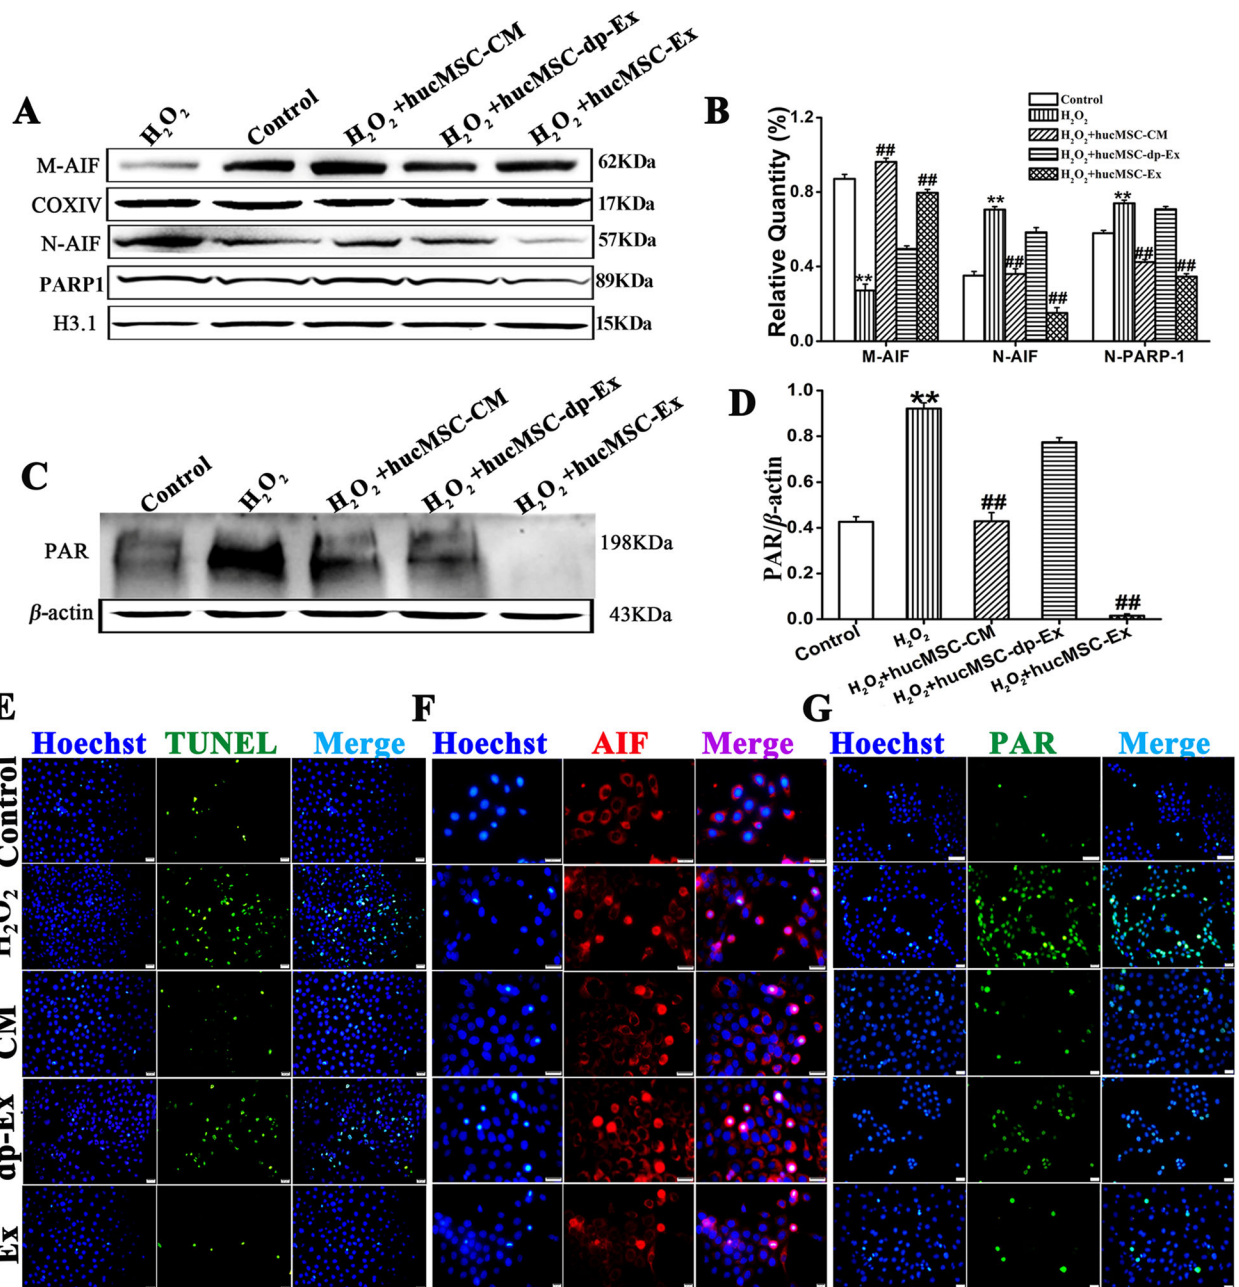 A
H₂O₂
Control
H₂O₂+hucMSC-CM
H₂O₂+hucMSC-dp-Ex
H₂O₂+hucMSC-Ex
M-AIF
62KDa
COXIV
17KDa
N-AIF
57KDa
PARP1
89KDa
H3.1
15KDa
B
Control
H₂O₂
H₂O₂+hucMSC-CM
H₂O₂+hucMSC-dp-Ex
H₂O₂+hucMSC-Ex
Relative Quantity (%)
1.2
0.8
0.4
0.0
**
##
##
**
##
##
**
##
##
M-AIF
N-AIF
N-PARP-1
C
Control
H₂O₂
H₂O₂+hucMSC-CM
H₂O₂+hucMSC-dp-Ex
H₂O₂+hucMSC-Ex
PAR
198KDa
β-actin
43KDa
D
PAR/β-actin
1.0
0.8
0.6
0.4
0.2
0.0
**
##
##
Control
H₂O₂
H₂O₂+hucMSC-CM
H₂O₂+hucMSC-dp-Ex
H₂O₂+hucMSC-Ex
E
Hoechst TUNEL Merge
Control
H₂O₂
CM
dp-Ex
Ex
F
Hoechst AIF Merge
G
Hoechst PAR Merge